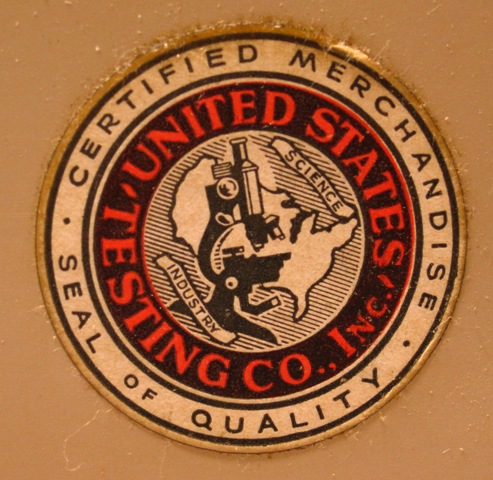 CERTIFIED MERCHANDISE
SEAL OF QUALITY
UNITED STATES
TESTING CO., INC.
SCIENCE
INDUSTRY